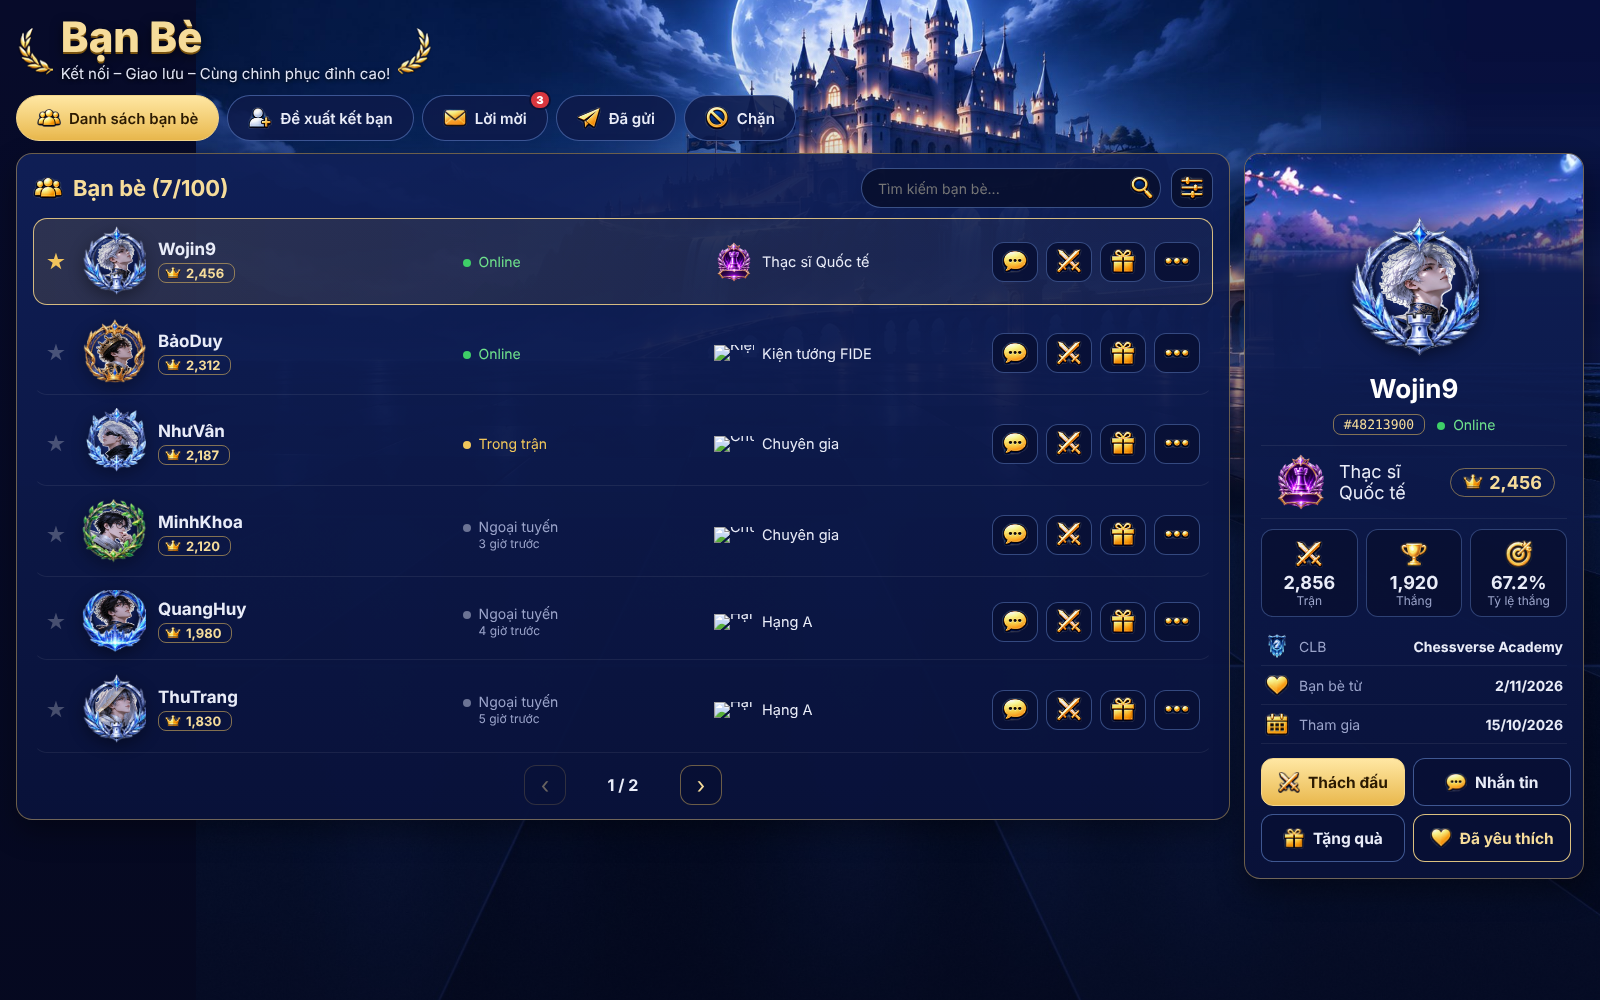 Bạn Bè
Kết nối – Giao lưu – Cùng chinh phục đỉnh cao!
Danh sách bạn bè
Đề xuất kết bạn
Lời mời
3
Đã gửi
Chặn
Bạn bè (7/100)
Tìm kiếm bạn bè...
Wojin9
2,456
Online
Thạc sĩ Quốc tế
BảoDuy
2,312
Online
Kiện tướng FIDE
NhưVân
2,187
Trong trận
Chuyên gia
MinhKhoa
2,120
Ngoại tuyến
3 giờ trước
Chuyên gia
QuangHuy
1,980
Ngoại tuyến
4 giờ trước
Hạng A
ThuTrang
1,830
Ngoại tuyến
5 giờ trước
Hạng A
1 / 2
Wojin9
#48213900
Online
Thạc sĩ
Quốc tế
2,456
2,856
Trận
1,920
Thắng
67.2%
Tỷ lệ thắng
CLB
Chessverse Academy
Bạn bè từ
2/11/2026
Tham gia
15/10/2026
Thách đấu
Nhắn tin
Tặng quà
Đã yêu thích